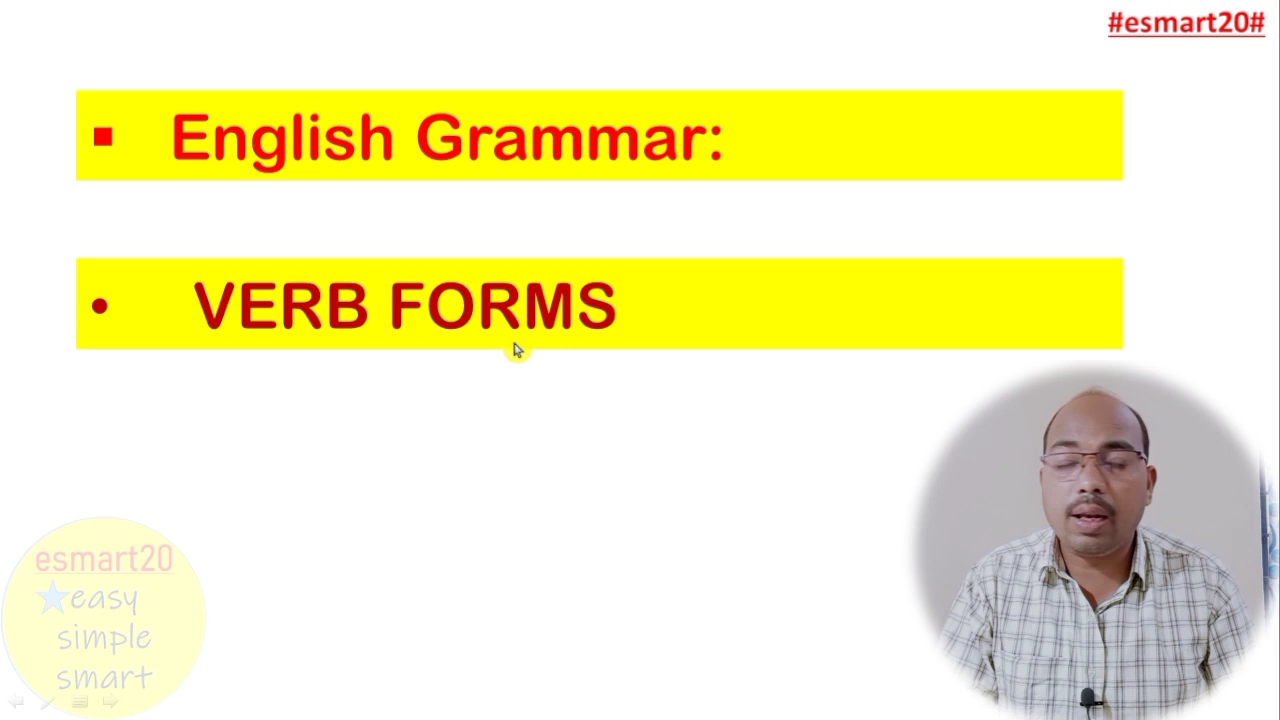 #esmart20#
▪ English Grammar:
• VERB FORMS
esmart20
easy
simple
smart